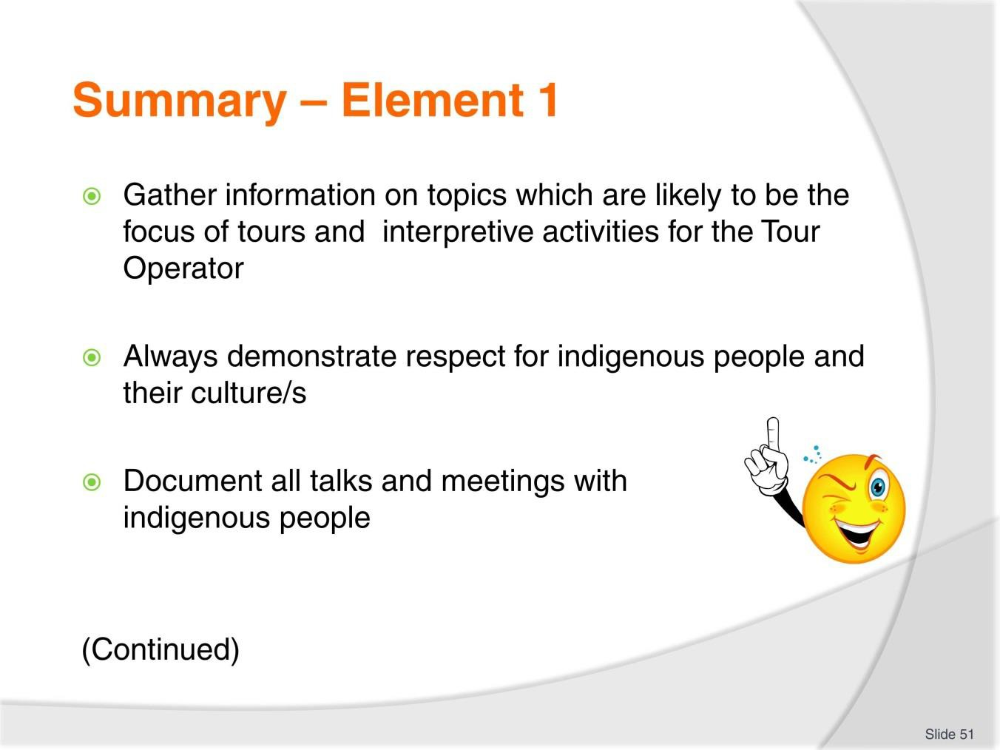 Summary – Element 1
Gather information on topics which are likely to be the
focus of tours and  interpretive activities for the Tour
Operator
Always demonstrate respect for indigenous people and
their culture/s
Document all talks and meetings with
indigenous people
(Continued)
Slide 51